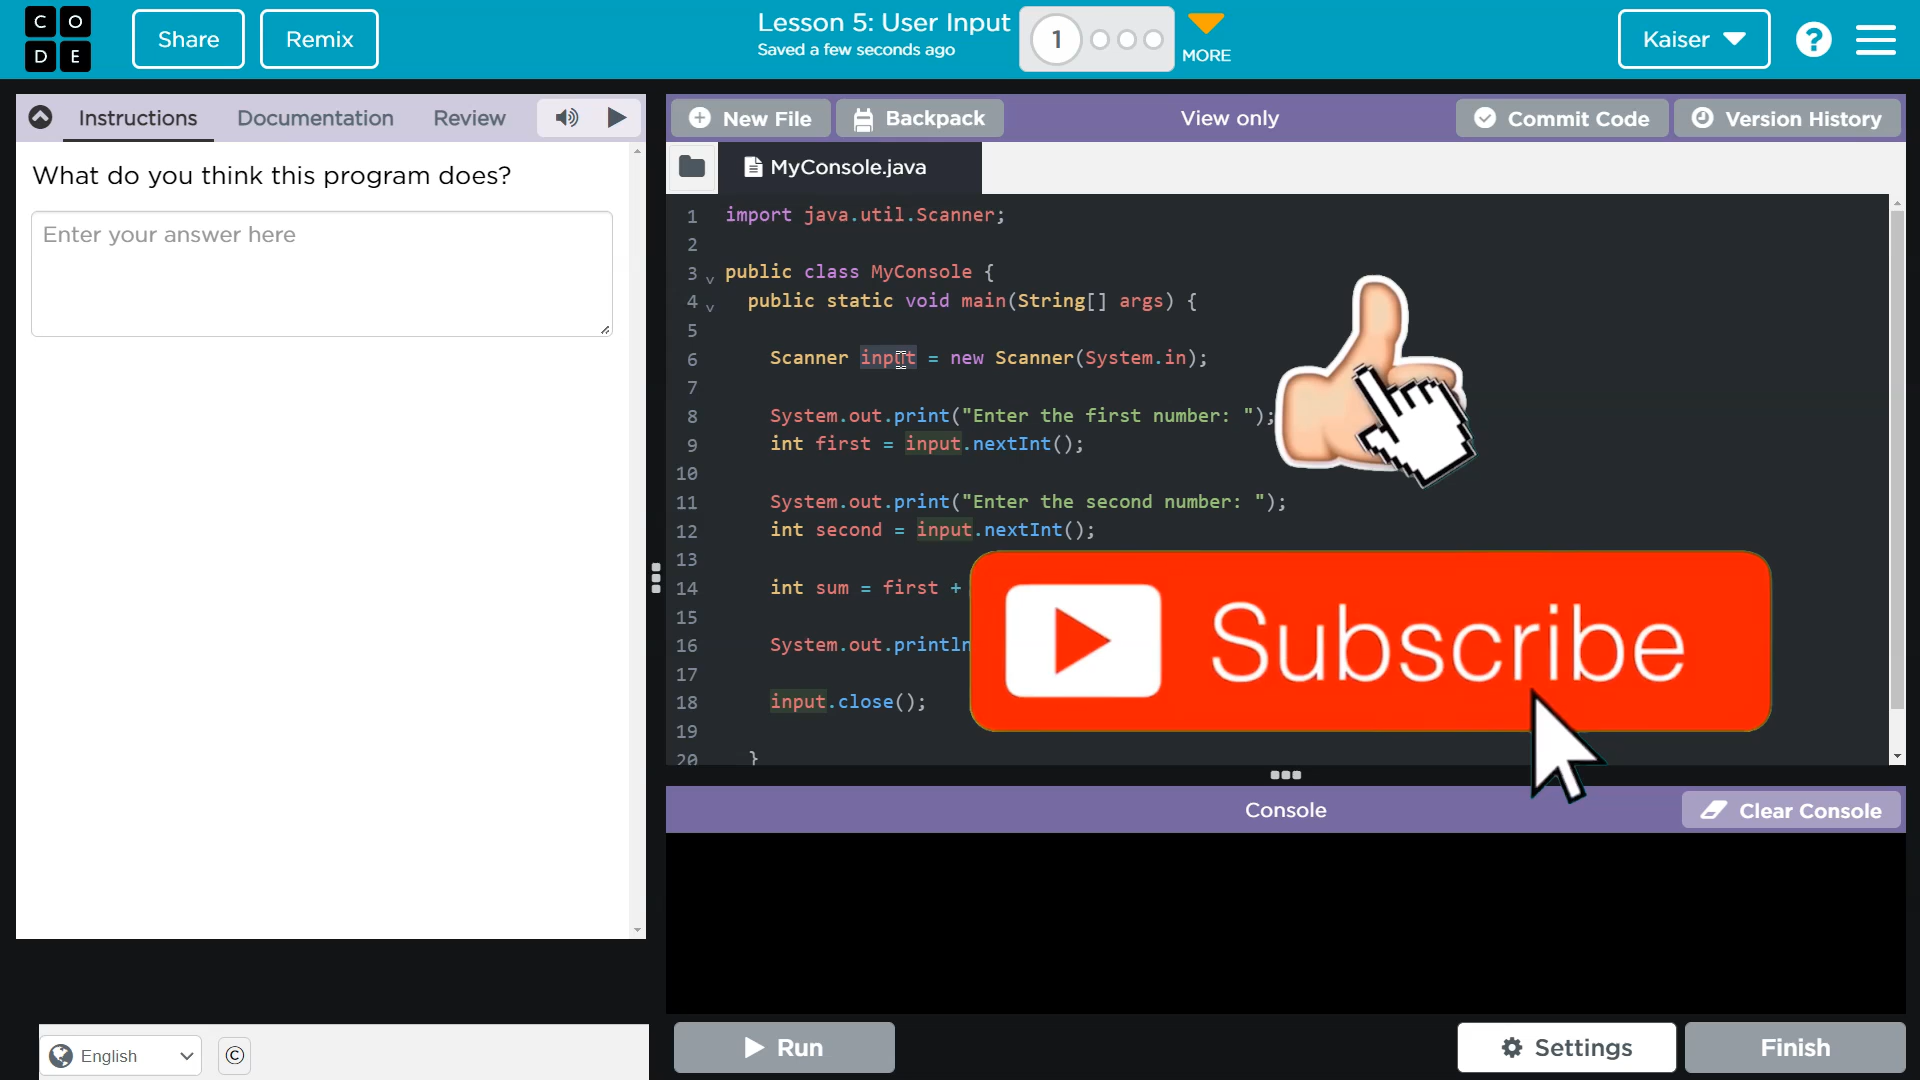 C O
D E
Share
Remix
Lesson 5: User Input
Saved a few seconds ago
1
MORE
Kaiser
?
Instructions
Documentation
Review
What do you think this program does?
Enter your answer here
New File
Backpack
View only
Commit Code
Version History
MyConsole.java
1 import java.util.Scanner;
2
3 public class MyConsole {
4 public static void main(String[] args) {
5
6 Scanner input = new Scanner(System.in);
7
8 System.out.print("Enter the first number: ");
9 int first = input.nextInt();
10
11 System.out.print("Enter the second number: ");
12 int second = input.nextInt();
13
14 int sum = first +
15
16 System.out.println
17
18 input.close();
19
20 }
Subscribe
Console
Clear Console
English
©
Run
Settings
Finish